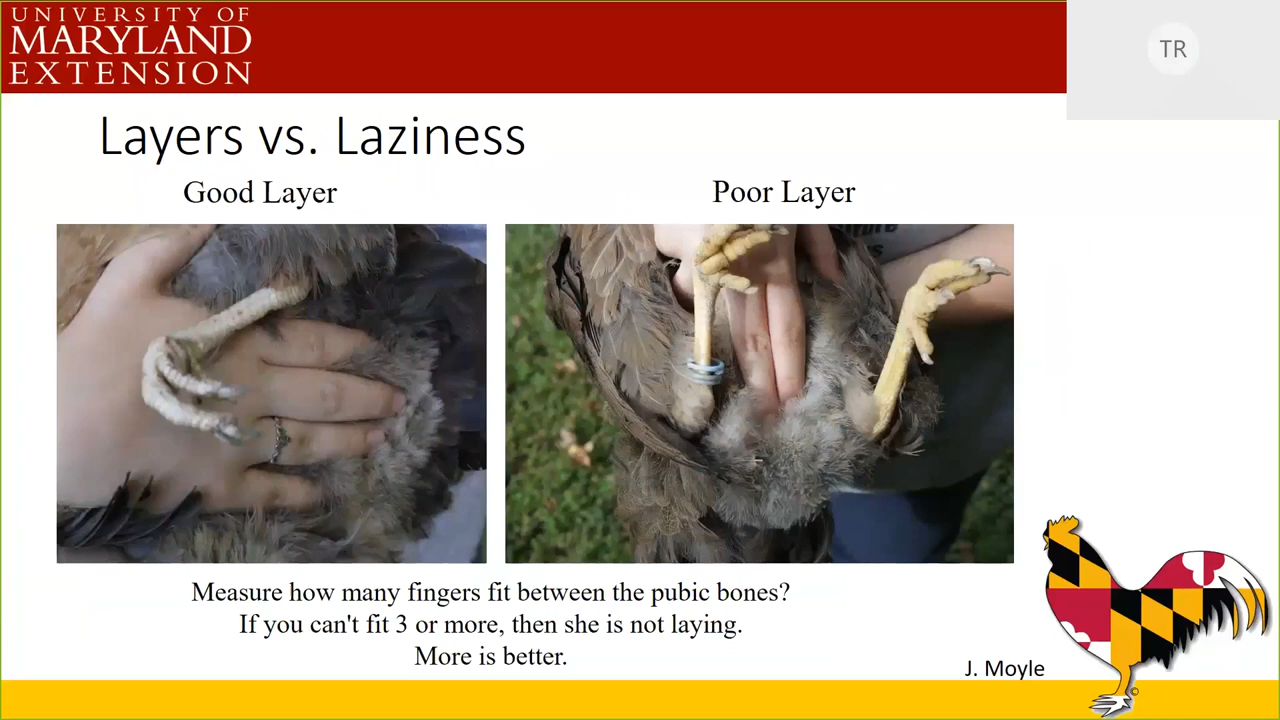 UNIVERSITY OF
MARYLAND
EXTENSION
TR
Layers vs. Laziness
Good Layer
Poor Layer
Measure how many fingers fit between the pubic bones?
If you can't fit 3 or more, then she is not laying.
More is better.
J. Moyle
©